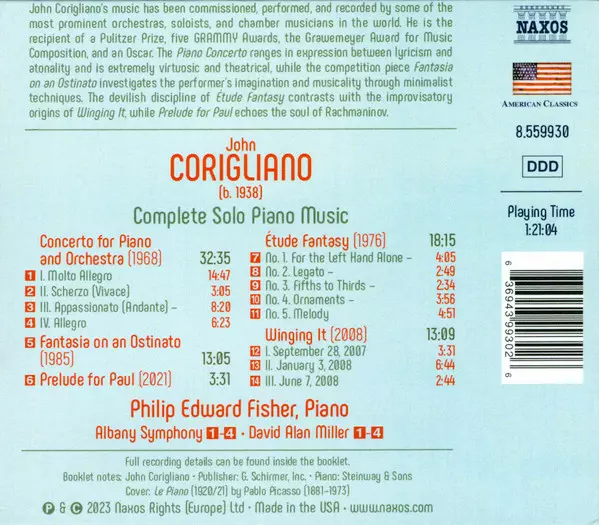 John Corigliano's music has been commissioned, performed, and recorded by some of the
most prominent orchestras, soloists, and chamber musicians in the world. He is the
recipient of a Pulitzer Prize, five GRAMMY Awards, the Grawemeyer Award for Music
Composition, and an Oscar. The Piano Concerto ranges in expression between lyricism and
atonality and is extremely virtuosic and theatrical, while the competition piece Fantasia
on an Ostinato investigates the performer's imagination and musicality through minimalist
techniques. The devilish discipline of Étude Fantasy contrasts with the improvisatory
origins of Winging It, while Prelude for Paul echoes the soul of Rachmaninov.
NAXOS
AMERICAN CLASSICS
8.559930
DDD
Playing Time
1:21:04
John
CORIGLIANO
(b. 1938)
Complete Solo Piano Music
Concerto for Piano
and Orchestra (1968) 32:35
1 I. Molto Allegro 14:47
2 II. Scherzo (Vivace) 3:05
3 III. Appassionato (Andante) – 8:20
4 IV. Allegro 6:23
5 Fantasia on an Ostinato
(1985) 13:05
6 Prelude for Paul (2021) 3:31
Étude Fantasy (1976) 18:15
7 No. 1. For the Left Hand Alone – 4:05
8 No. 2. Legato – 2:49
9 No. 3. Fifths to Thirds – 2:34
10 No. 4. Ornaments – 3:56
11 No. 5. Melody 4:51
Winging It (2008) 13:09
12 I. September 28, 2007 3:31
13 II. January 3, 2008 6:44
14 III. June 7, 2008 2:44
Philip Edward Fisher, Piano
Albany Symphony 1-4 • David Alan Miller 1-4
6 36943 99302 6
Full recording details can be found inside the booklet.
Booklet notes: John Corigliano • Publisher: G. Schirmer, Inc. • Piano: Steinway & Sons
Cover: Le Piano (1920/21) by Pablo Picasso (1881–1973)
℗ & © 2023 Naxos Rights (Europe) Ltd • Made in the USA • www.naxos.com